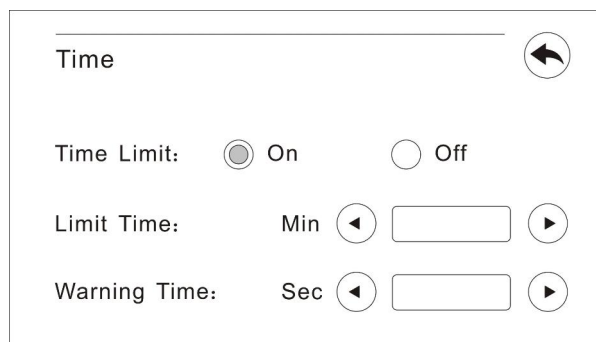 Time
Time Limit: On Off
Limit Time: Min
Warning Time: Sec